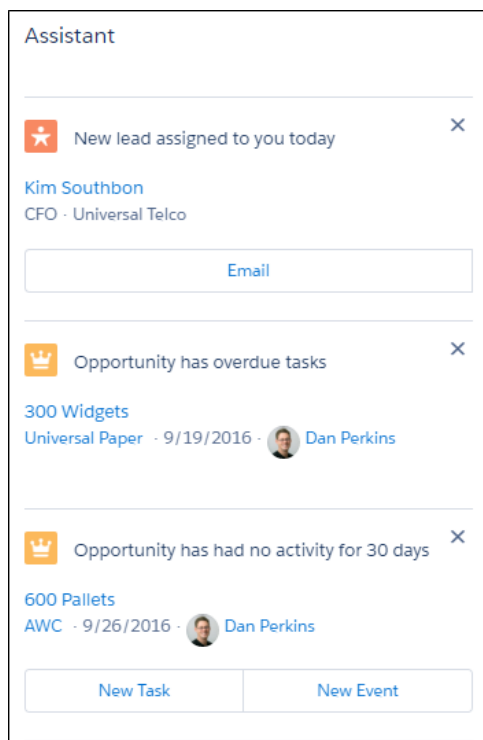 Assistant
New lead assigned to you today
Kim Southbon
CFO · Universal Telco
Email
Opportunity has overdue tasks
300 Widgets
Universal Paper · 9/19/2016 · Dan Perkins
Opportunity has had no activity for 30 days
600 Pallets
AWC · 9/26/2016 · Dan Perkins
New Task New Event